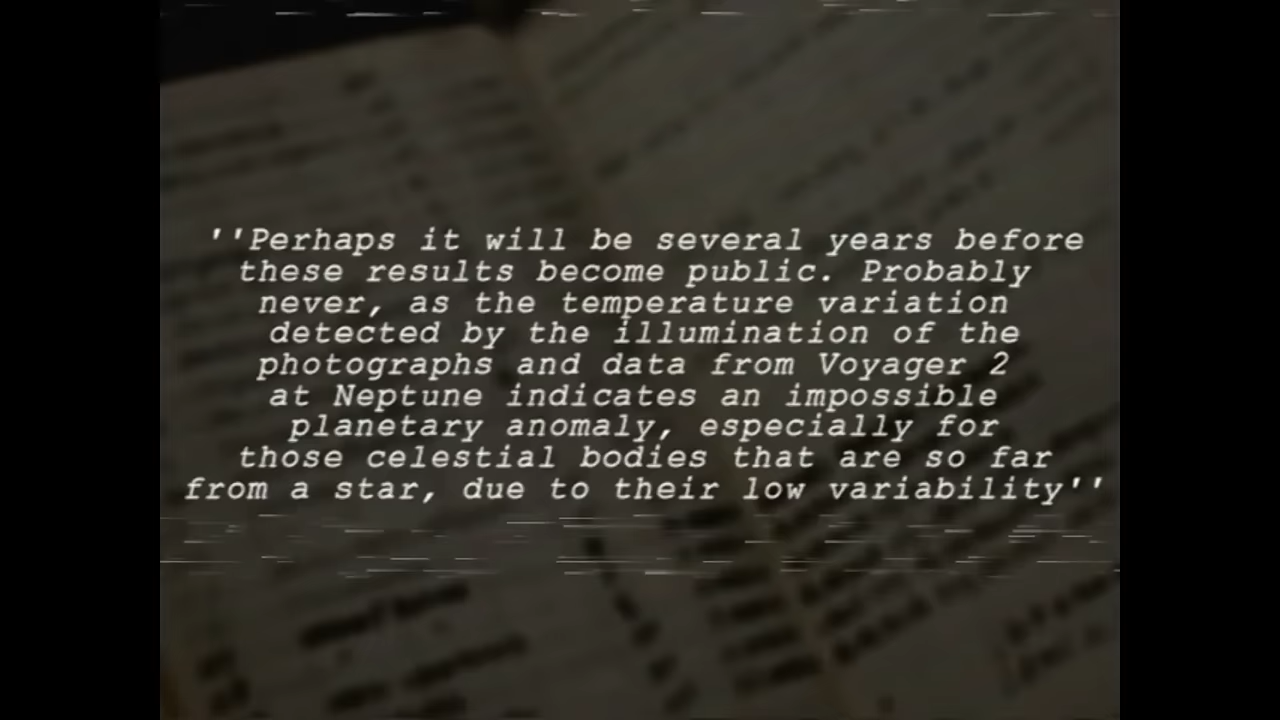 ''Perhaps it will be several years before
these results become public. Probably
never, as the temperature variation
detected by the illumination of the
photographs and data from Voyager 2
at Neptune indicates an impossible
planetary anomaly, especially for
those celestial bodies that are so far
from a star, due to their low variability''